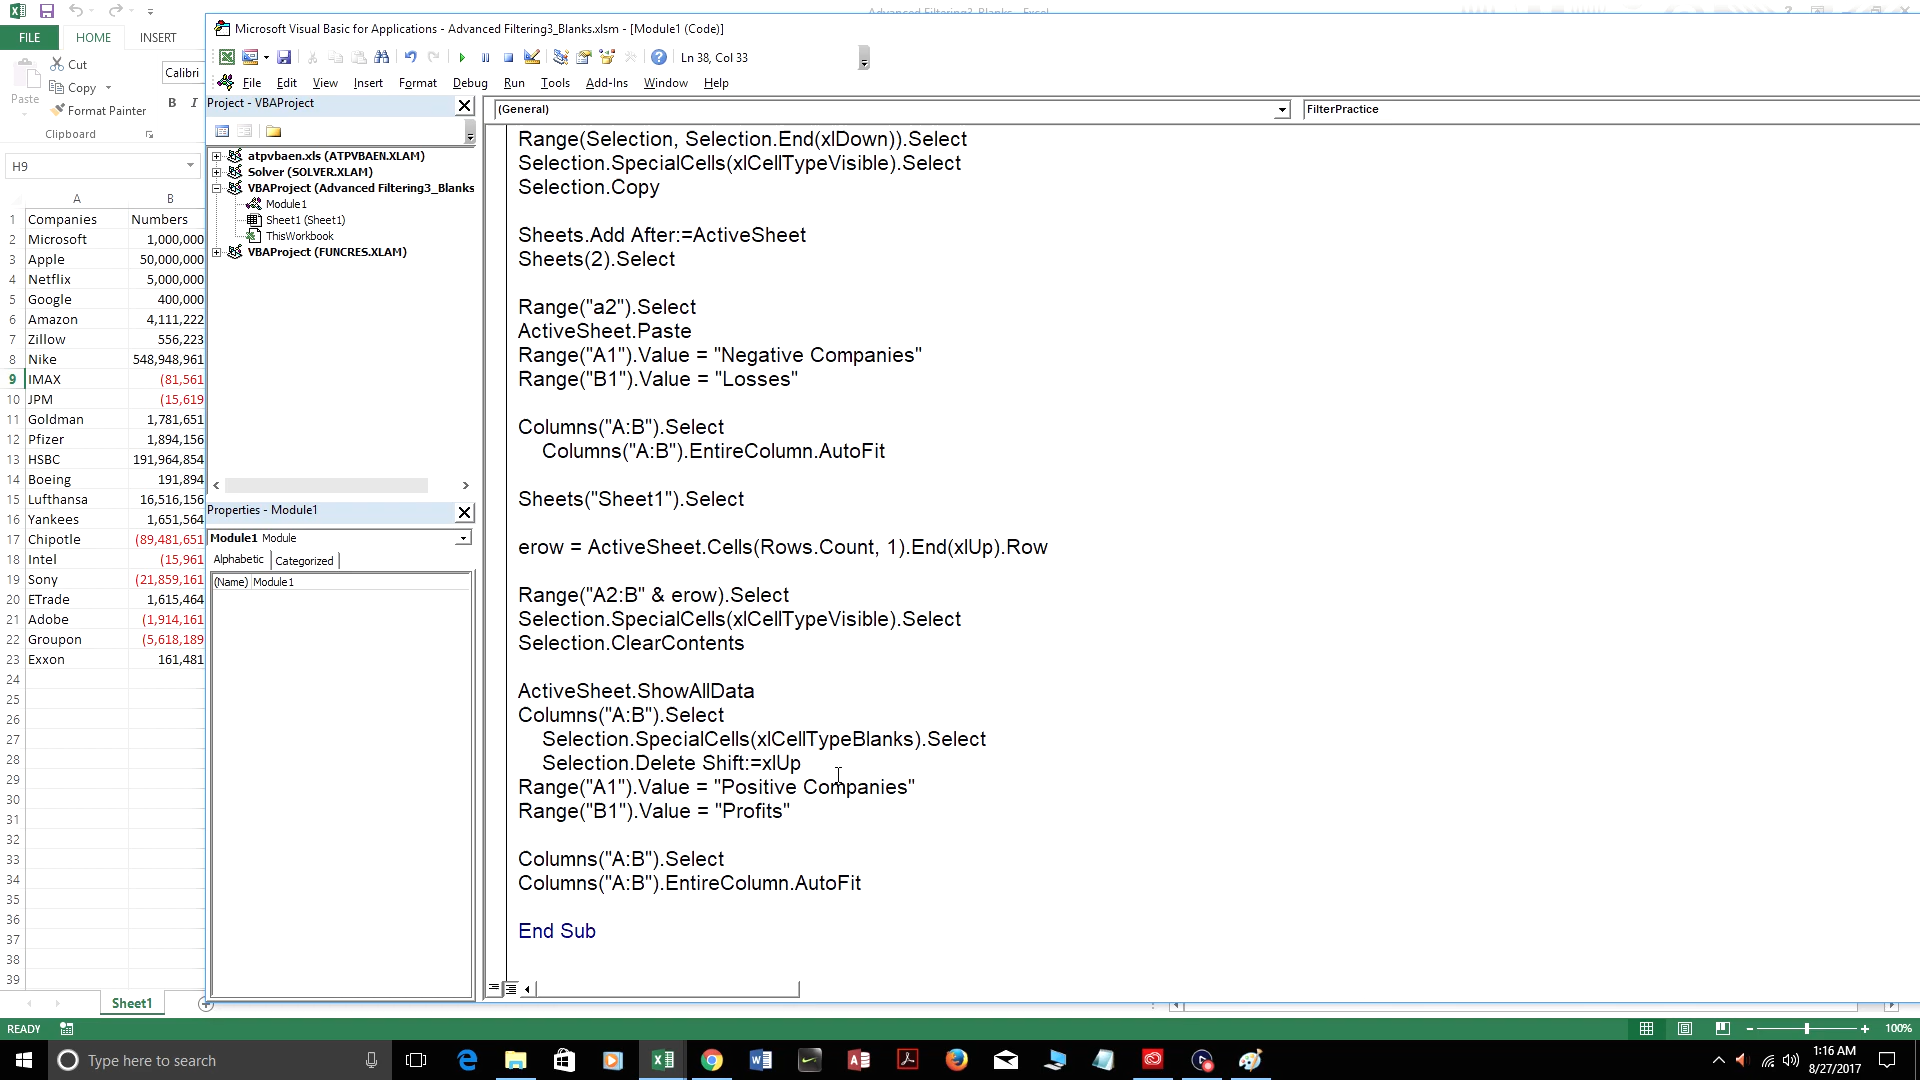 Advanced Filtering3_Blanks - Excel
FILE
HOME
INSERT
Cut
Copy
Format Painter
Paste
Clipboard
Calibri
B I
H9
A B
1 Companies Numbers
2 Microsoft 1,000,000
3 Apple 50,000,000
4 Netflix 5,000,000
5 Google 400,000
6 Amazon 4,111,222
7 Zillow 556,223
8 Nike 548,948,961
9 IMAX (81,561
10 JPM (15,619
11 Goldman 1,781,651
12 Pfizer 1,894,156
13 HSBC 191,964,854
14 Boeing 191,894
15 Lufthansa 16,516,156
16 Yankees 1,651,564
17 Chipotle (89,481,651
18 Intel (15,961
19 Sony (21,859,161
20 ETrade 1,615,464
21 Adobe (1,914,161
22 Groupon (5,618,189
23 Exxon 161,481
24
25
26
27
28
29
30
31
32
33
34
35
36
37
38
39
Sheet1
READY
Microsoft Visual Basic for Applications - Advanced Filtering3_Blanks.xlsm - [Module1 (Code)]
Ln 38, Col 33
File Edit View Insert Format Debug Run Tools Add-Ins Window Help
Project - VBAProject
atpvbaen.xls (ATPVBAEN.XLAM)
Solver (SOLVER.XLAM)
VBAProject (Advanced Filtering3_Blanks
Module1
Sheet1 (Sheet1)
ThisWorkbook
VBAProject (FUNCRES.XLAM)
Properties - Module1
Module1 Module
Alphabetic Categorized
(Name) Module1
(General) FilterPractice
Range(Selection, Selection.End(xlDown)).Select
Selection.SpecialCells(xlCellTypeVisible).Select
Selection.Copy
Sheets.Add After:=ActiveSheet
Sheets(2).Select
Range("a2").Select
ActiveSheet.Paste
Range("A1").Value = "Negative Companies"
Range("B1").Value = "Losses"
Columns("A:B").Select
Columns("A:B").EntireColumn.AutoFit
Sheets("Sheet1").Select
erow = ActiveSheet.Cells(Rows.Count, 1).End(xlUp).Row
Range("A2:B" & erow).Select
Selection.SpecialCells(xlCellTypeVisible).Select
Selection.ClearContents
ActiveSheet.ShowAllData
Columns("A:B").Select
Selection.SpecialCells(xlCellTypeBlanks).Select
Selection.Delete Shift:=xlUp
Range("A1").Value = "Positive Companies"
Range("B1").Value = "Profits"
Columns("A:B").Select
Columns("A:B").EntireColumn.AutoFit
End Sub
100%
Type here to search
1:16 AM
8/27/2017